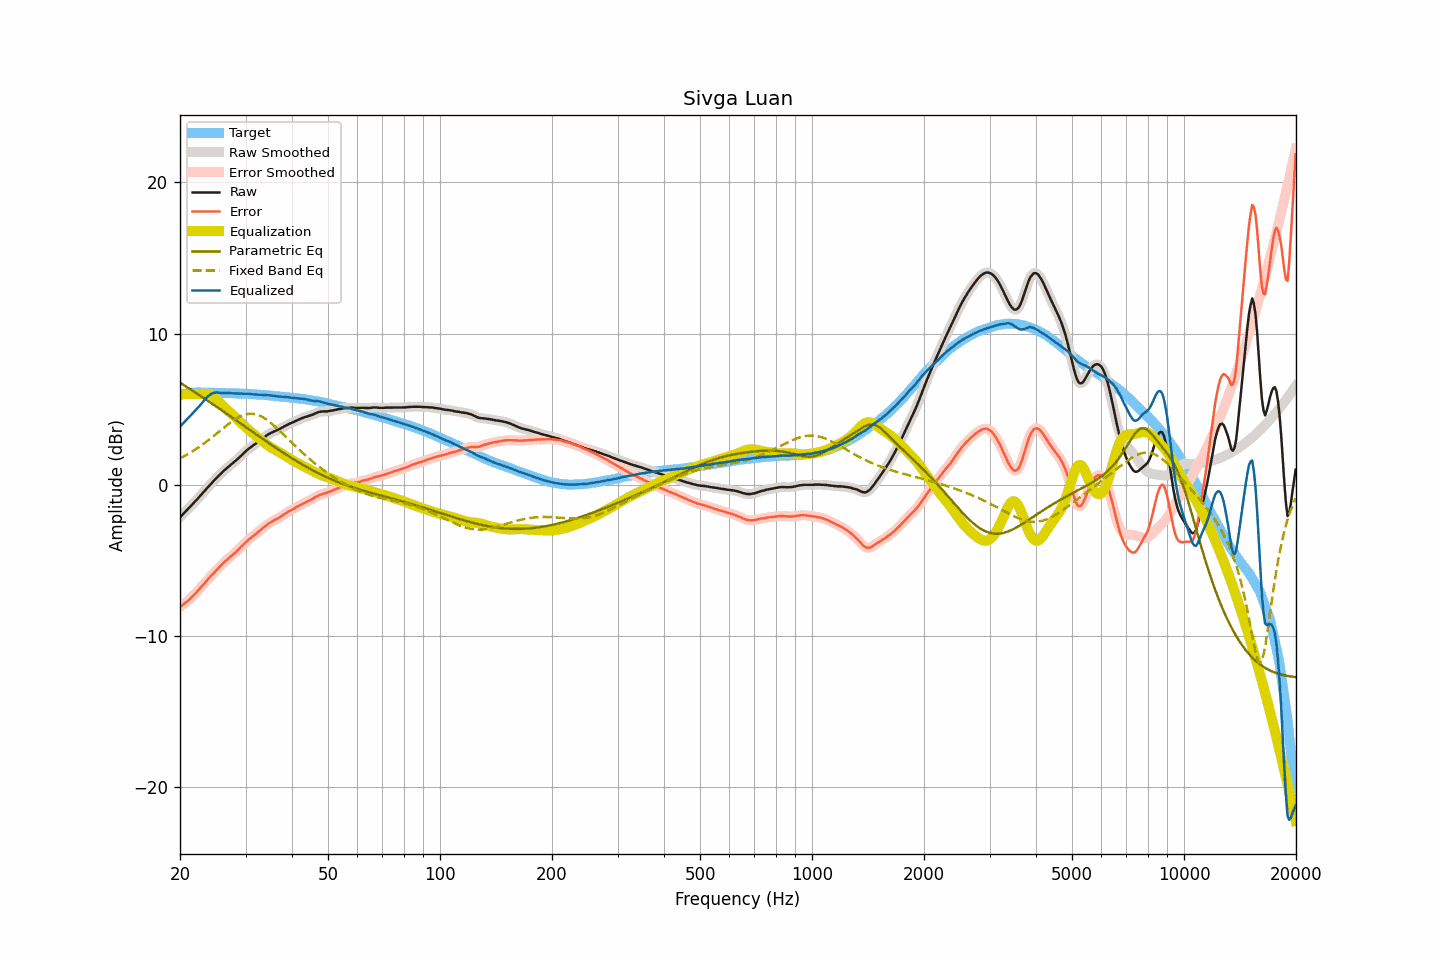 Sivga Luan
Target
Raw Smoothed
Error Smoothed
Raw
Error
Equalization
Parametric Eq
Fixed Band Eq
Equalized
Amplitude (dBr)
20
10
0
−10
−20
20 50 100 200 500 1000 2000 5000 10000 20000
Frequency (Hz)